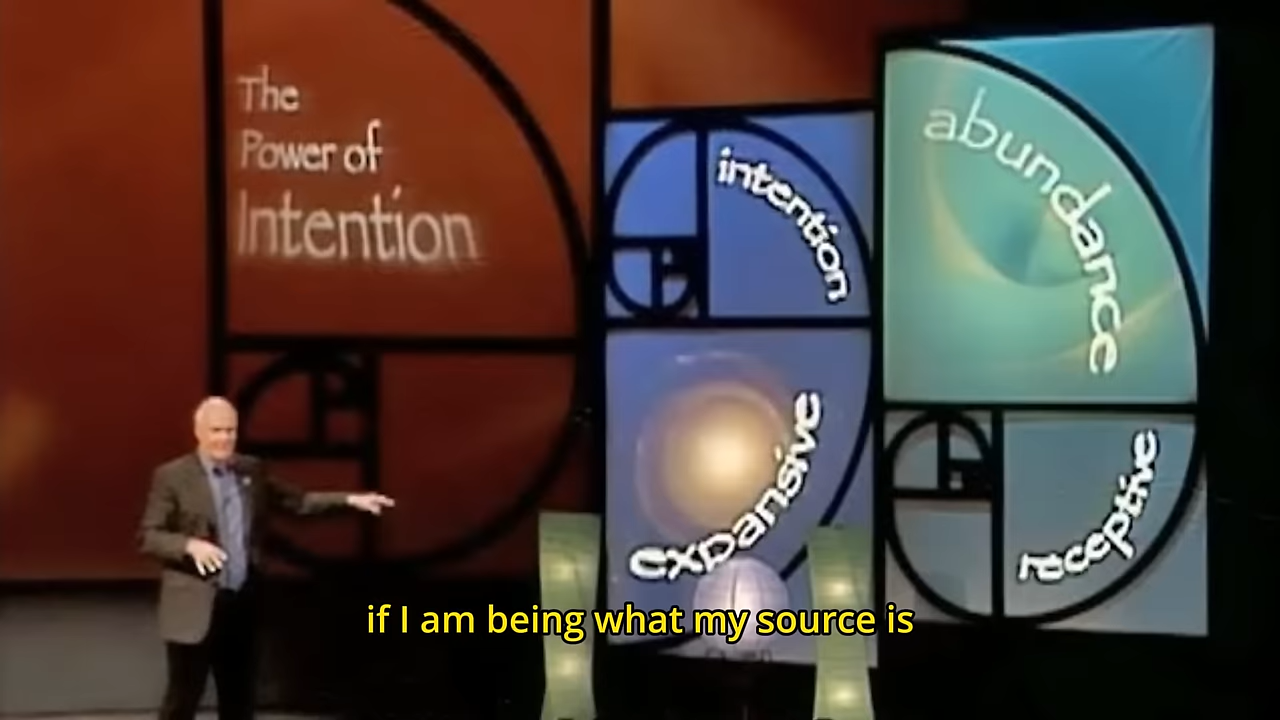 The
Power of
Intention
intention
abundance
expansive
receptive
if I am being what my source is